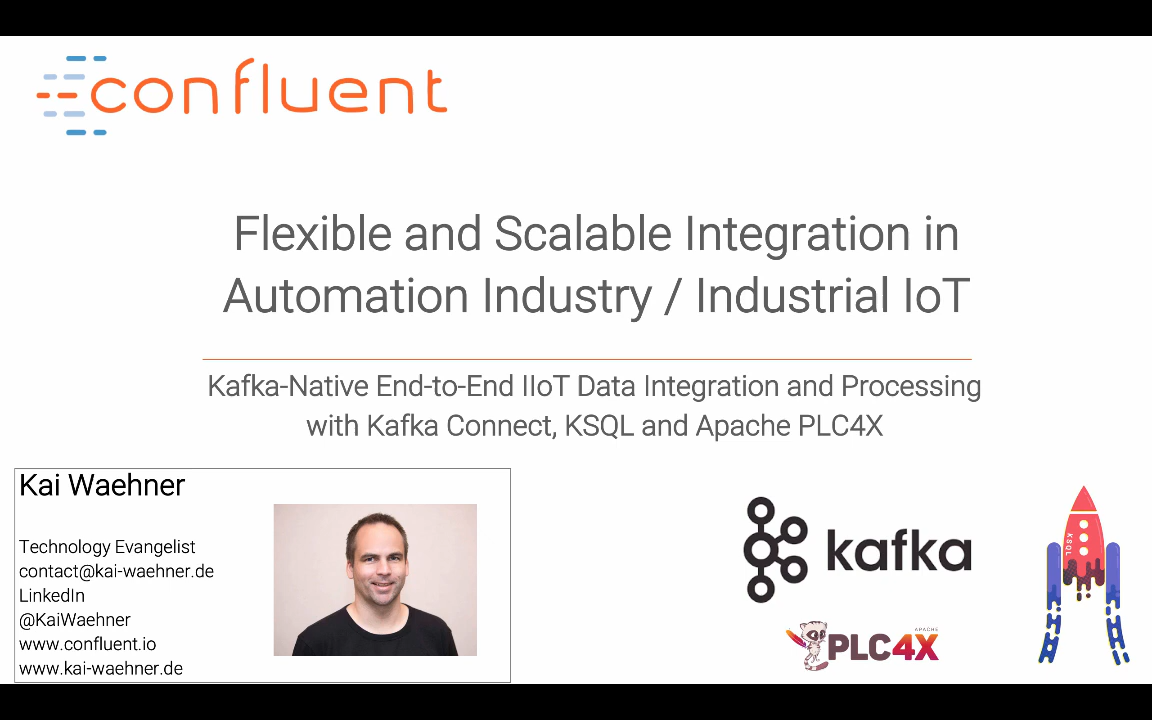 confluent
Flexible and Scalable Integration in
Automation Industry / Industrial IoT
Kafka-Native End-to-End IIoT Data Integration and Processing
with Kafka Connect, KSQL and Apache PLC4X
Kai Waehner
Technology Evangelist
contact@kai-waehner.de
LinkedIn
@KaiWaehner
www.confluent.io
www.kai-waehner.de
kafka
APACHE
PLC4X
KSQL